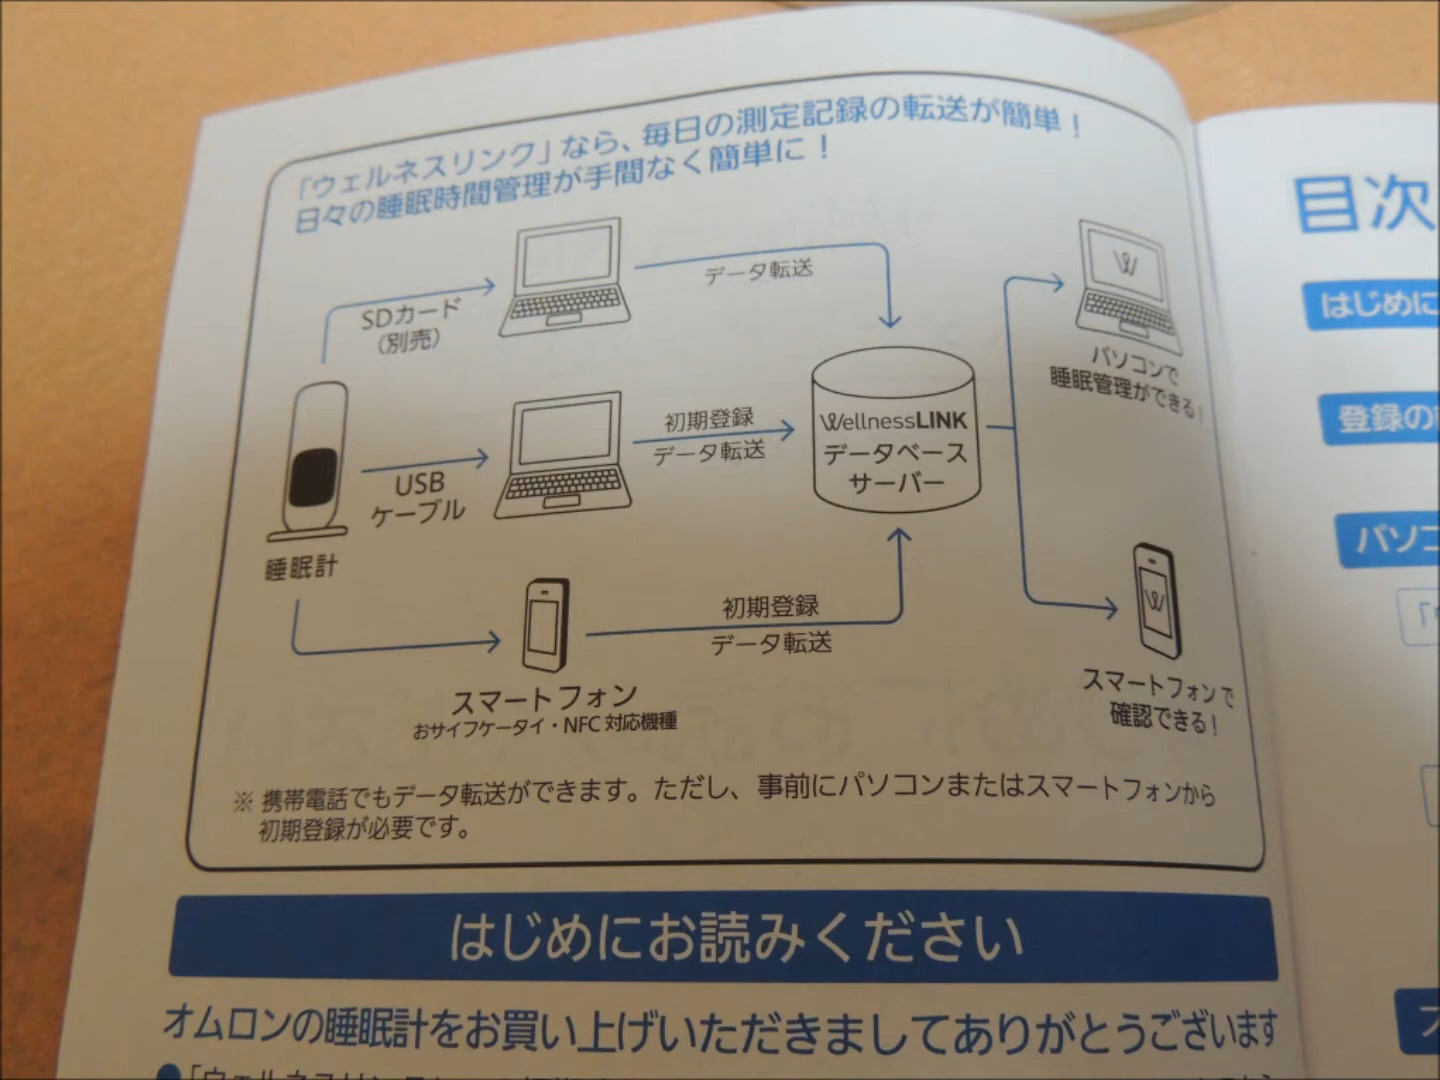 「ウェルネスリンク」なら、毎日の測定記録の転送が簡単！
日々の睡眠時間管理が手間なく簡単に！
SDカード
（別売）
データ転送
W
パソコンで
睡眠管理ができる！
睡眠計
USB
ケーブル
初期登録
データ転送
WellnessLINK
データベース
サーバー
スマートフォン
おサイフケータイ・NFC 対応機種
初期登録
データ転送
W
スマートフォンで
確認できる！
※ 携帯電話でもデータ転送ができます。ただし、事前にパソコンまたはスマートフォンから
初期登録が必要です。
はじめにお読みください
オムロンの睡眠計をお買い上げいただきましてありがとうございます
目次
はじめに
登録の
パソコ